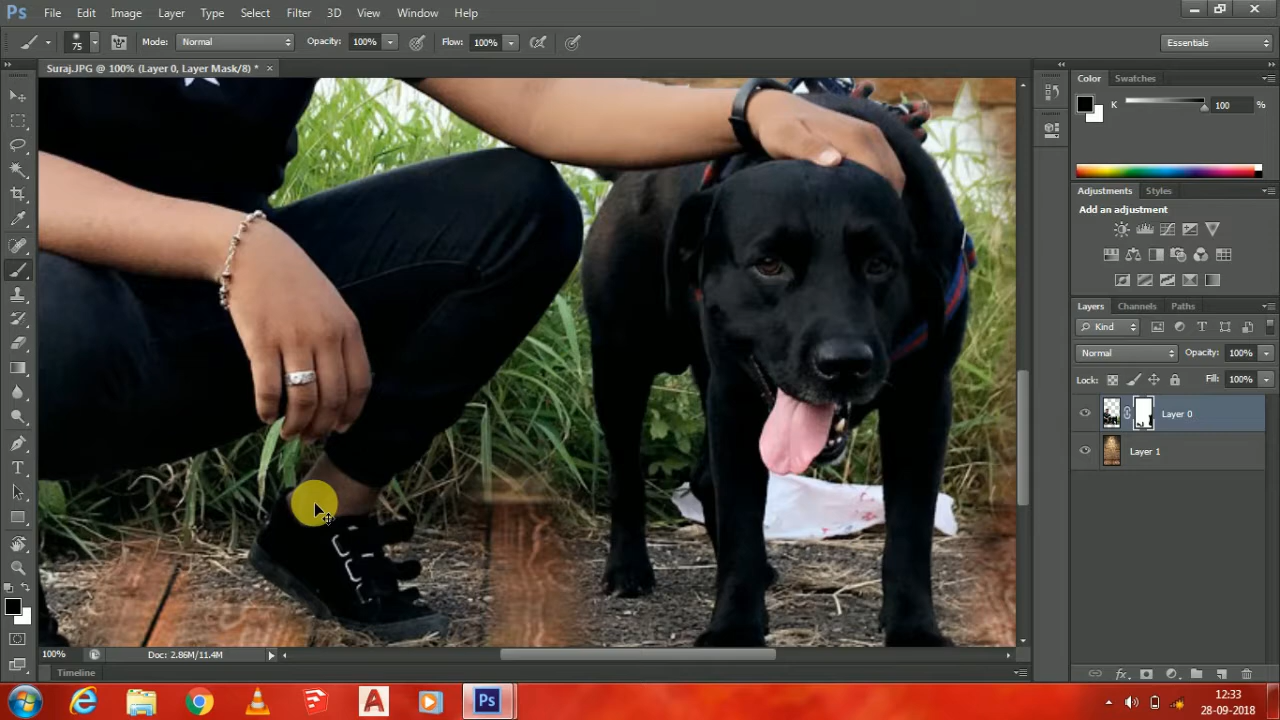 Ps File Edit Image Layer Type Select Filter 3D View Window Help
75 Mode: Normal Opacity: 100% Flow: 100% Essentials
Suraj.JPG @ 100% (Layer 0, Layer Mask/8) * ×
Color Swatches
K 100 %
Adjustments Styles
Add an adjustment
Layers Channels Paths
Kind
Normal Opacity: 100%
Lock: Fill: 100%
Layer 0
Layer 1
100% Doc: 2.86M/11.4M
Timeline
Ps 12:33
28-09-2018